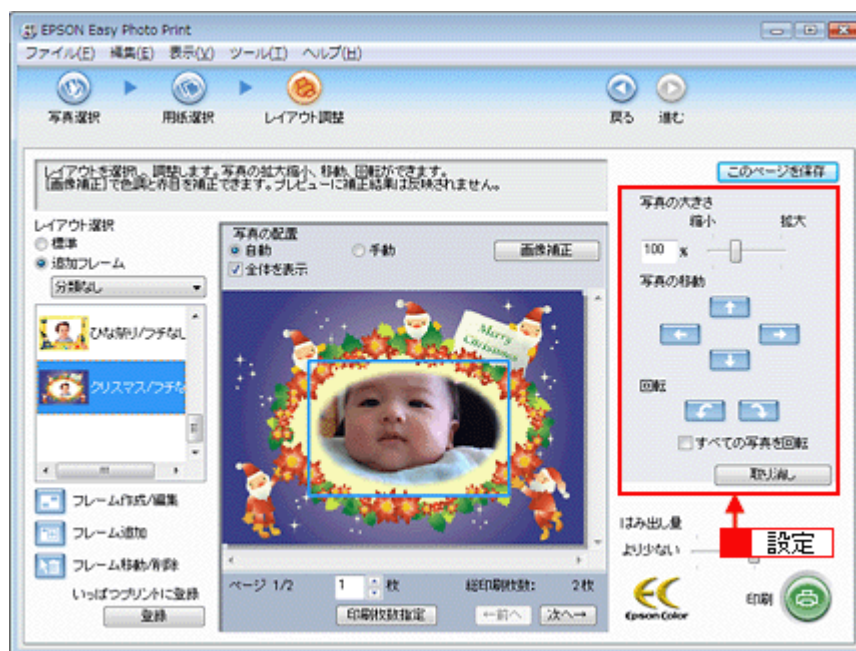 EPSON Easy Photo Print
ファイル(F) 編集(E) 表示(V) ツール(T) ヘルプ(H)
写真選択 用紙選択 レイアウト調整 戻る 進む
レイアウトを選択し、調整します。写真の拡大縮小、移動、回転ができます。
[画像補正]で色調と赤目を補正できます。プレビューに補正結果は反映されません。
このページを保存
レイアウト選択
標準
追加フレーム
分類なし
ひな祭り/フチなし
クリスマス/フチな
フレーム作成/編集
フレーム追加
フレーム移動/削除
いっぱつプリントに登録
登録
写真の配置
自動 手動 画像補正
全体を表示
Merry
Christmas
ページ 1/2 1 枚 総印刷枚数: 2枚
印刷枚数指定 ←前へ 次へ→
写真の大きさ
縮小 拡大
100 %
写真の移動
回転
すべての写真を回転
取り消し
はみ出し量
より少ない
設定
Epson Color
印刷